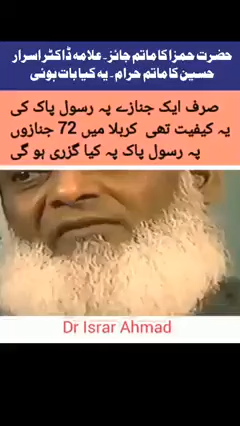 حضرت حمزا کا ماتم جائز۔علامہ ڈاکٹر اسرار
حسین کا ماتم حرام۔یہ کیا بات ہوئی
صرف ایک جنازے پہ رسول پاک کی
یہ کیفیت تھی کربلا میں 72 جنازوں
پہ رسول پاک پہ کیا گزری ہو گی
Dr Israr Ahmad